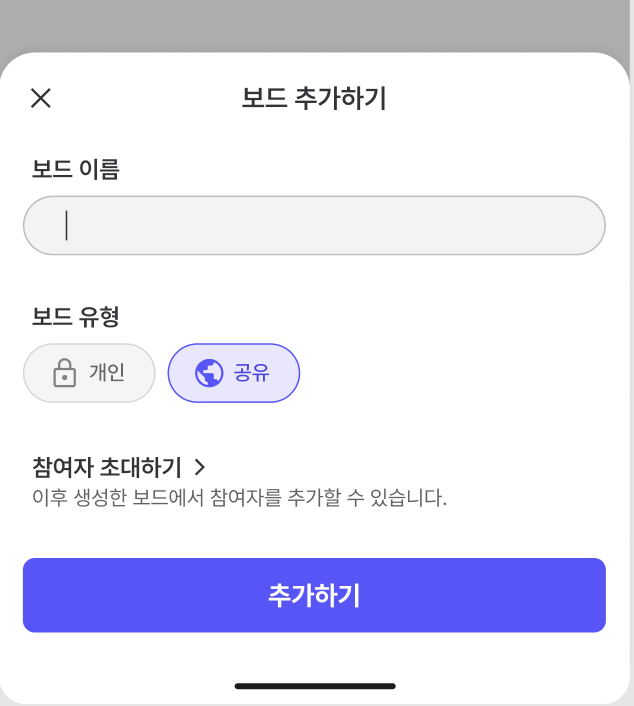 보드 추가하기
보드 이름
보드 유형
개인
공유
참여자 초대하기
이후 생성한 보드에서 참여자를 추가할 수 있습니다.
추가하기